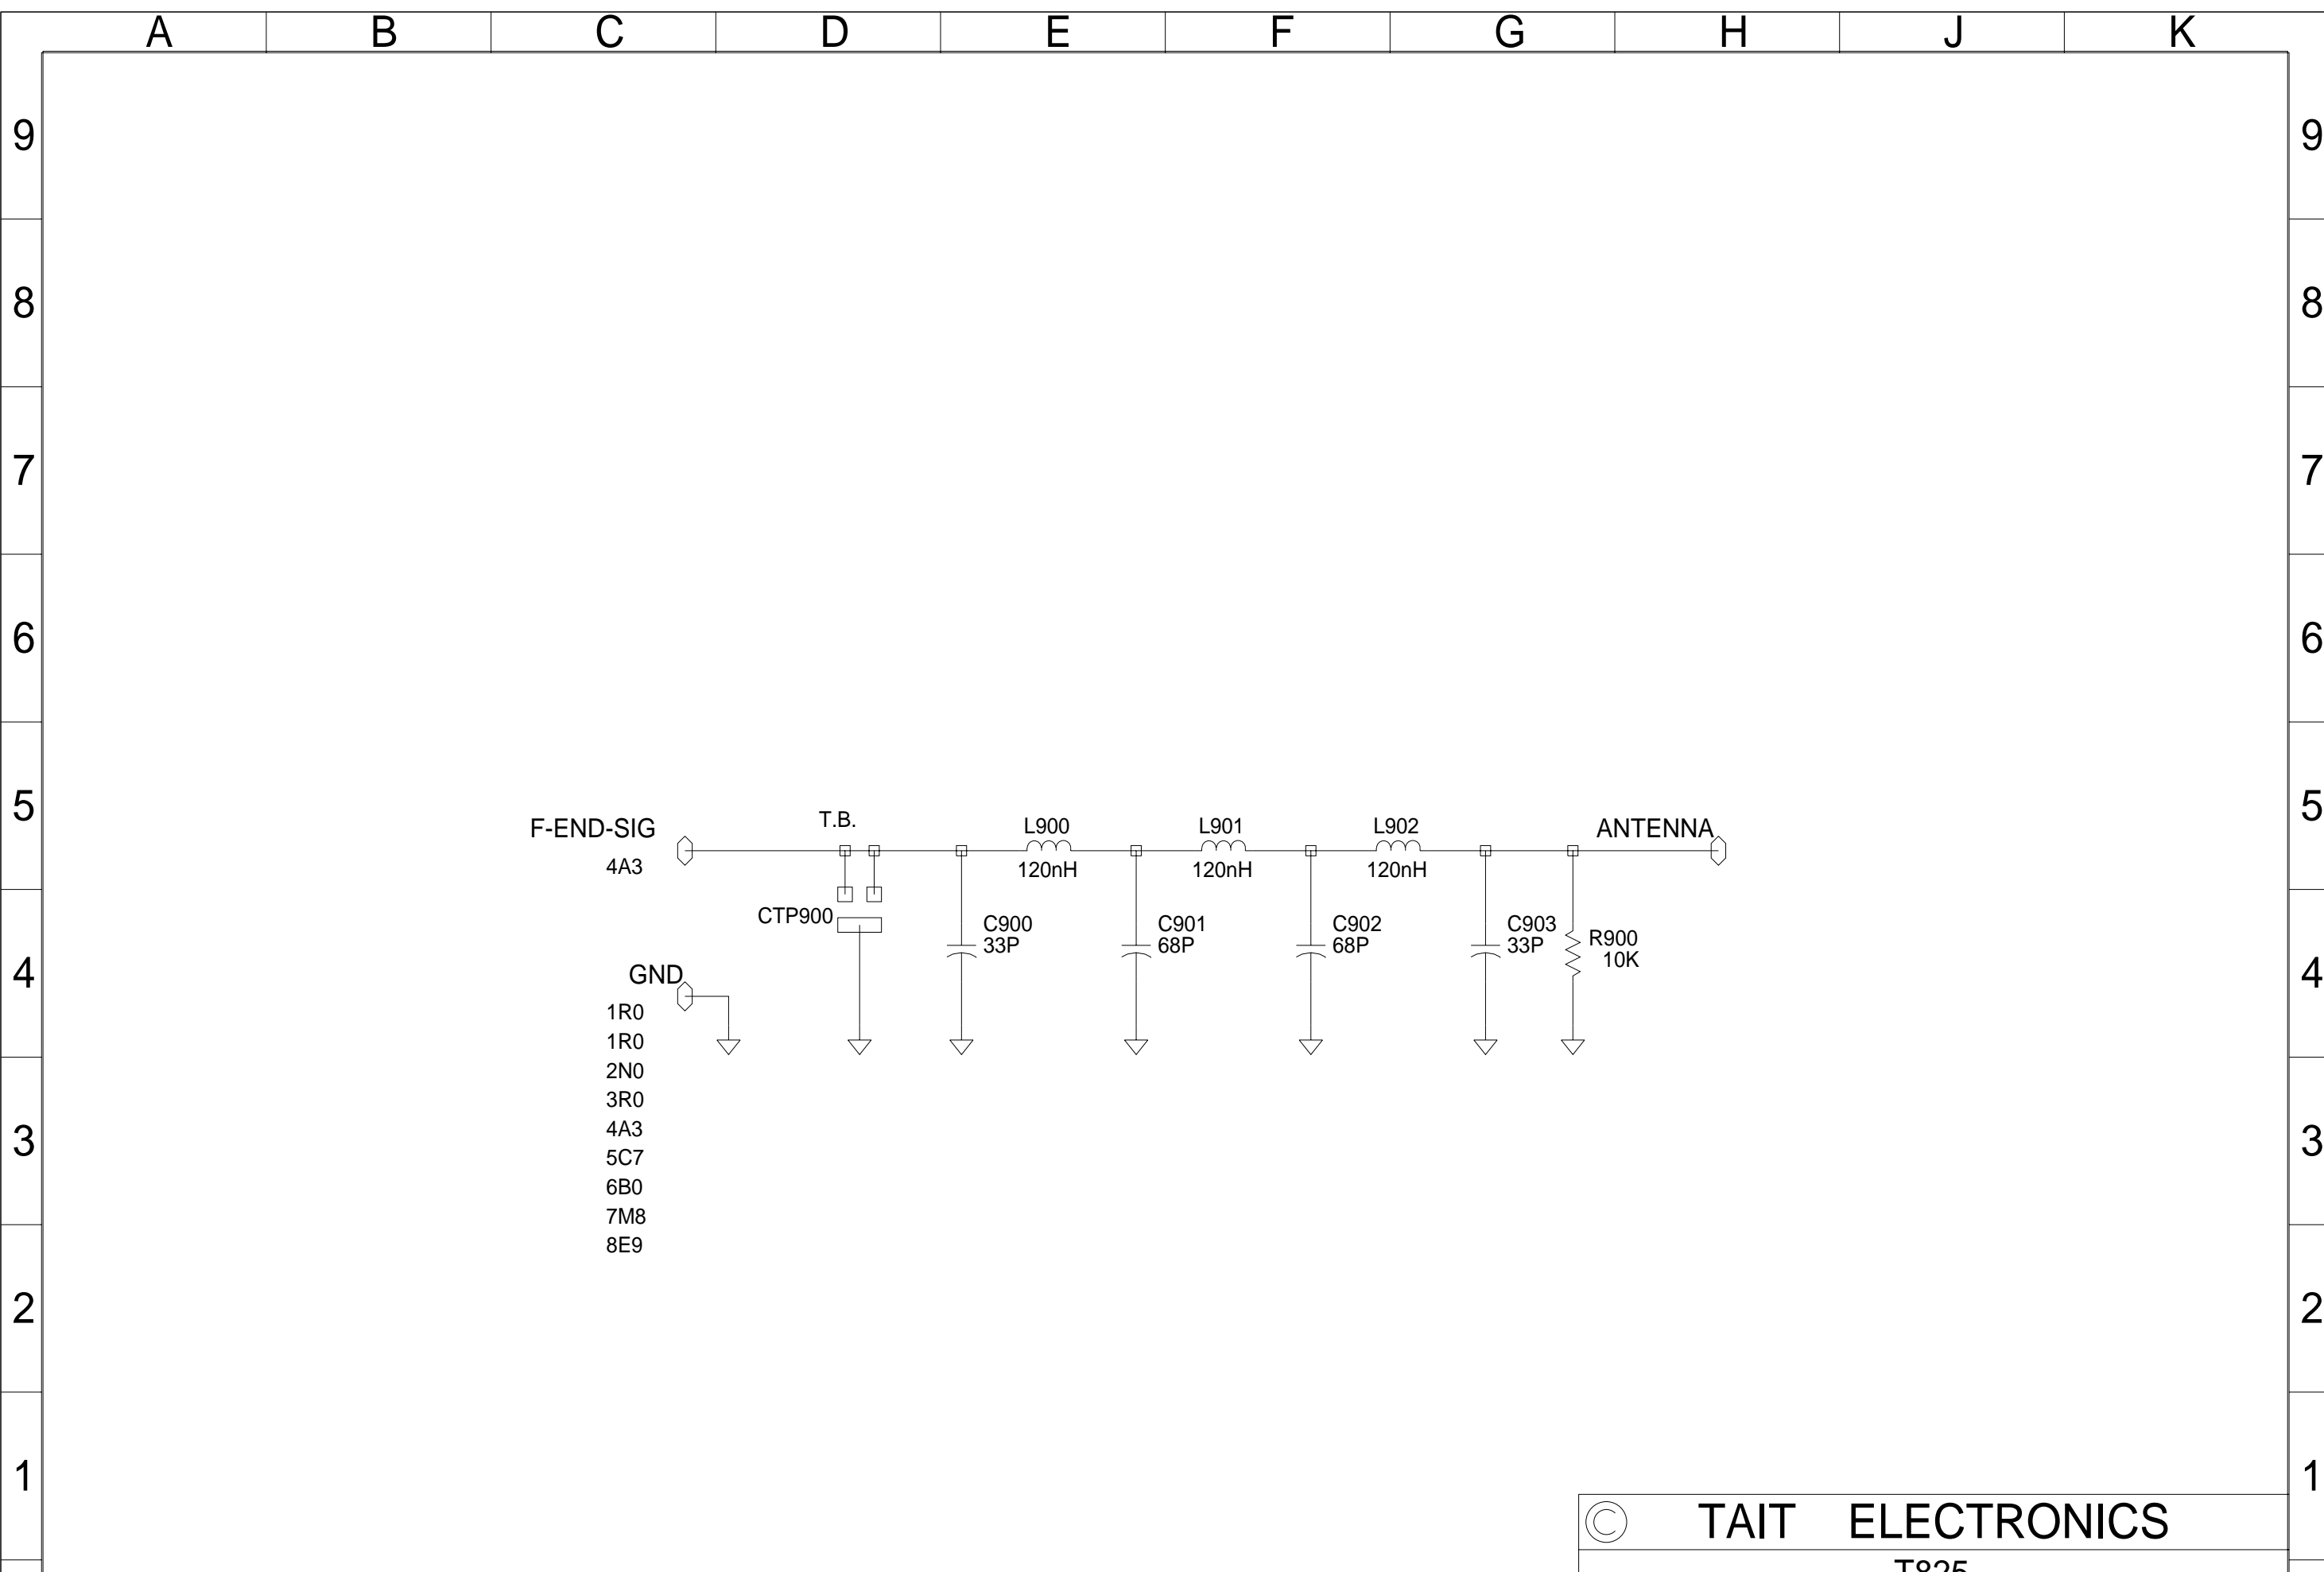 A B C D E F G H J K
9 9
8 8
7 7
6 6
5 5
F-END-SIG T.B. L900 L901 L902 ANTENNA
4A3 120nH 120nH 120nH
CTP900 C900 C901 C902 C903 R900
33P 68P 68P 33P 10K
4 4
GND
1R0
1R0
2N0
3R0
4A3
3 3
5C7
6B0
7M8
8E9
2 2
1 1
© TAIT ELECTRONICS
T825